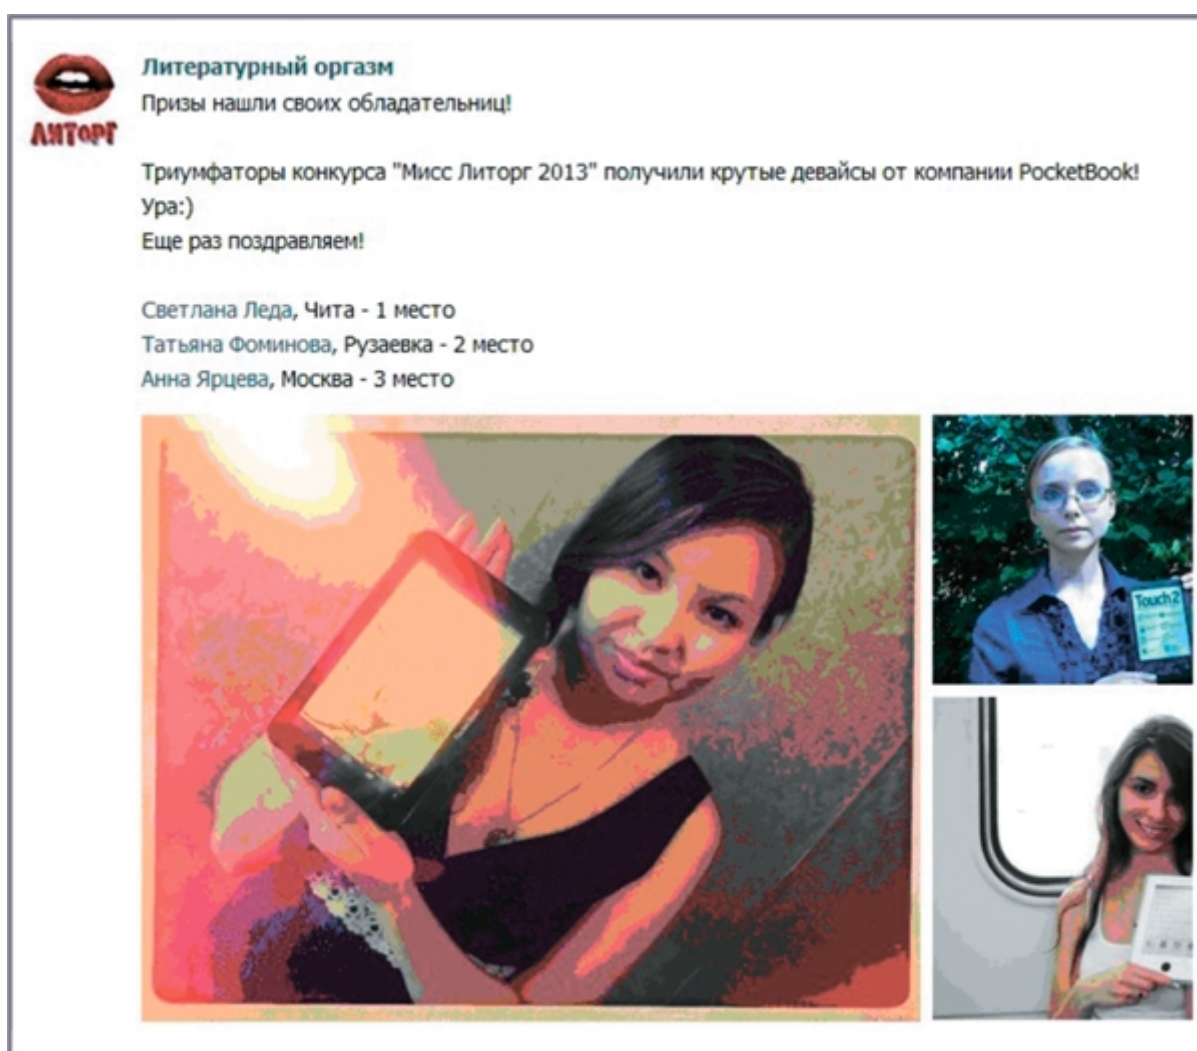 Литературный оргазм
Призы нашли своих обладательниц!
ЛИТОРГ
Триумфаторы конкурса "Мисс Литорг 2013" получили крутые девайсы от компании PocketBook!
Ура:)
Еще раз поздравляем!
Светлана Леда, Чита - 1 место
Татьяна Фоминова, Рузаевка - 2 место
Анна Ярцева, Москва - 3 место
Touch 2